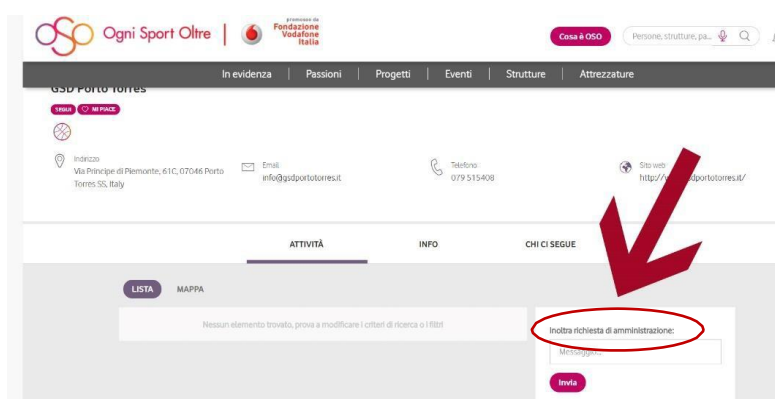 OSO Ogni Sport Oltre
promosso da
Fondazione
Vodafone
Italia
Cosa è OSO
Persone, strutture, pa...
In evidenza | Passioni | Progetti | Eventi | Strutture | Attrezzature
GSD Porto Torres
SEGUI MI PIACE
Indirizzo
Via Principe di Piemonte, 61C, 07046 Porto
Torres SS, Italy
Email
info@gsdportotorres.it
Telefono
079 515408
Sito web
ATTIVITÀ INFO CHI CI SEGUE
LISTA MAPPA
Nessun elemento trovato, prova a modificare i criteri di ricerca o i filtri
Inoltra richiesta di amministrazione:
Messaggio...
Invia